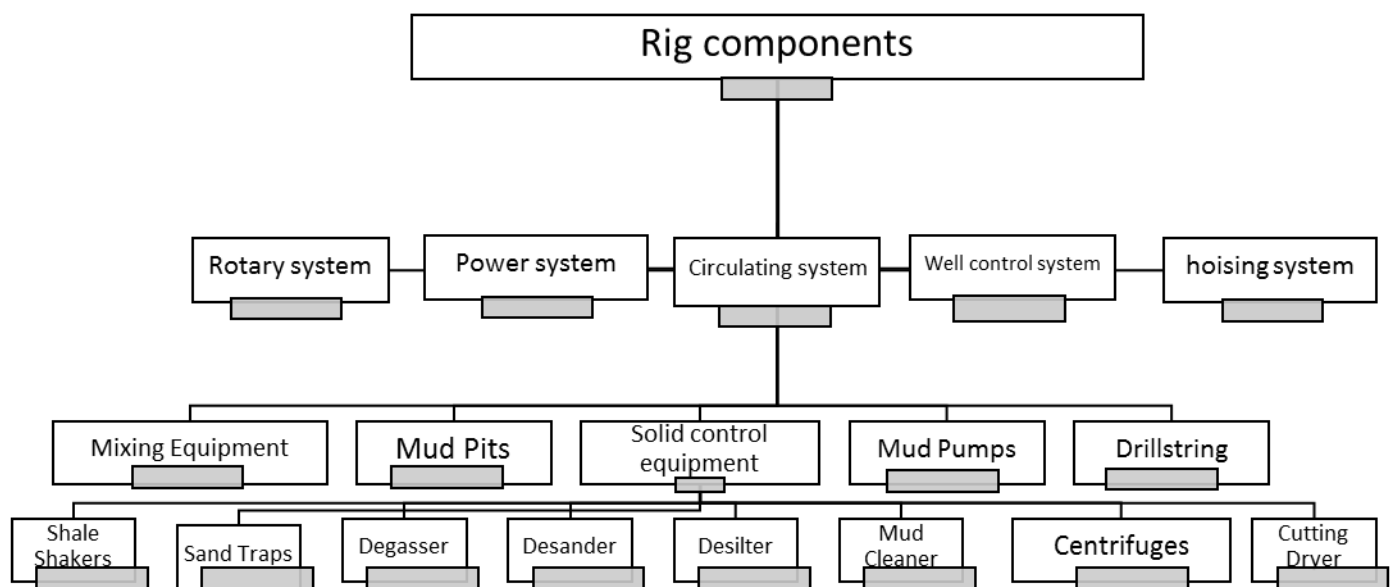 Rig components
Rotary system
Power system
Circulating system
Well control system
hoising system
Mixing Equipment
Mud Pits
Solid control
equipment
Mud Pumps
Drillstring
Shale
Shakers
Sand Traps
Degasser
Desander
Desilter
Mud
Cleaner
Centrifuges
Cutting
Dryer